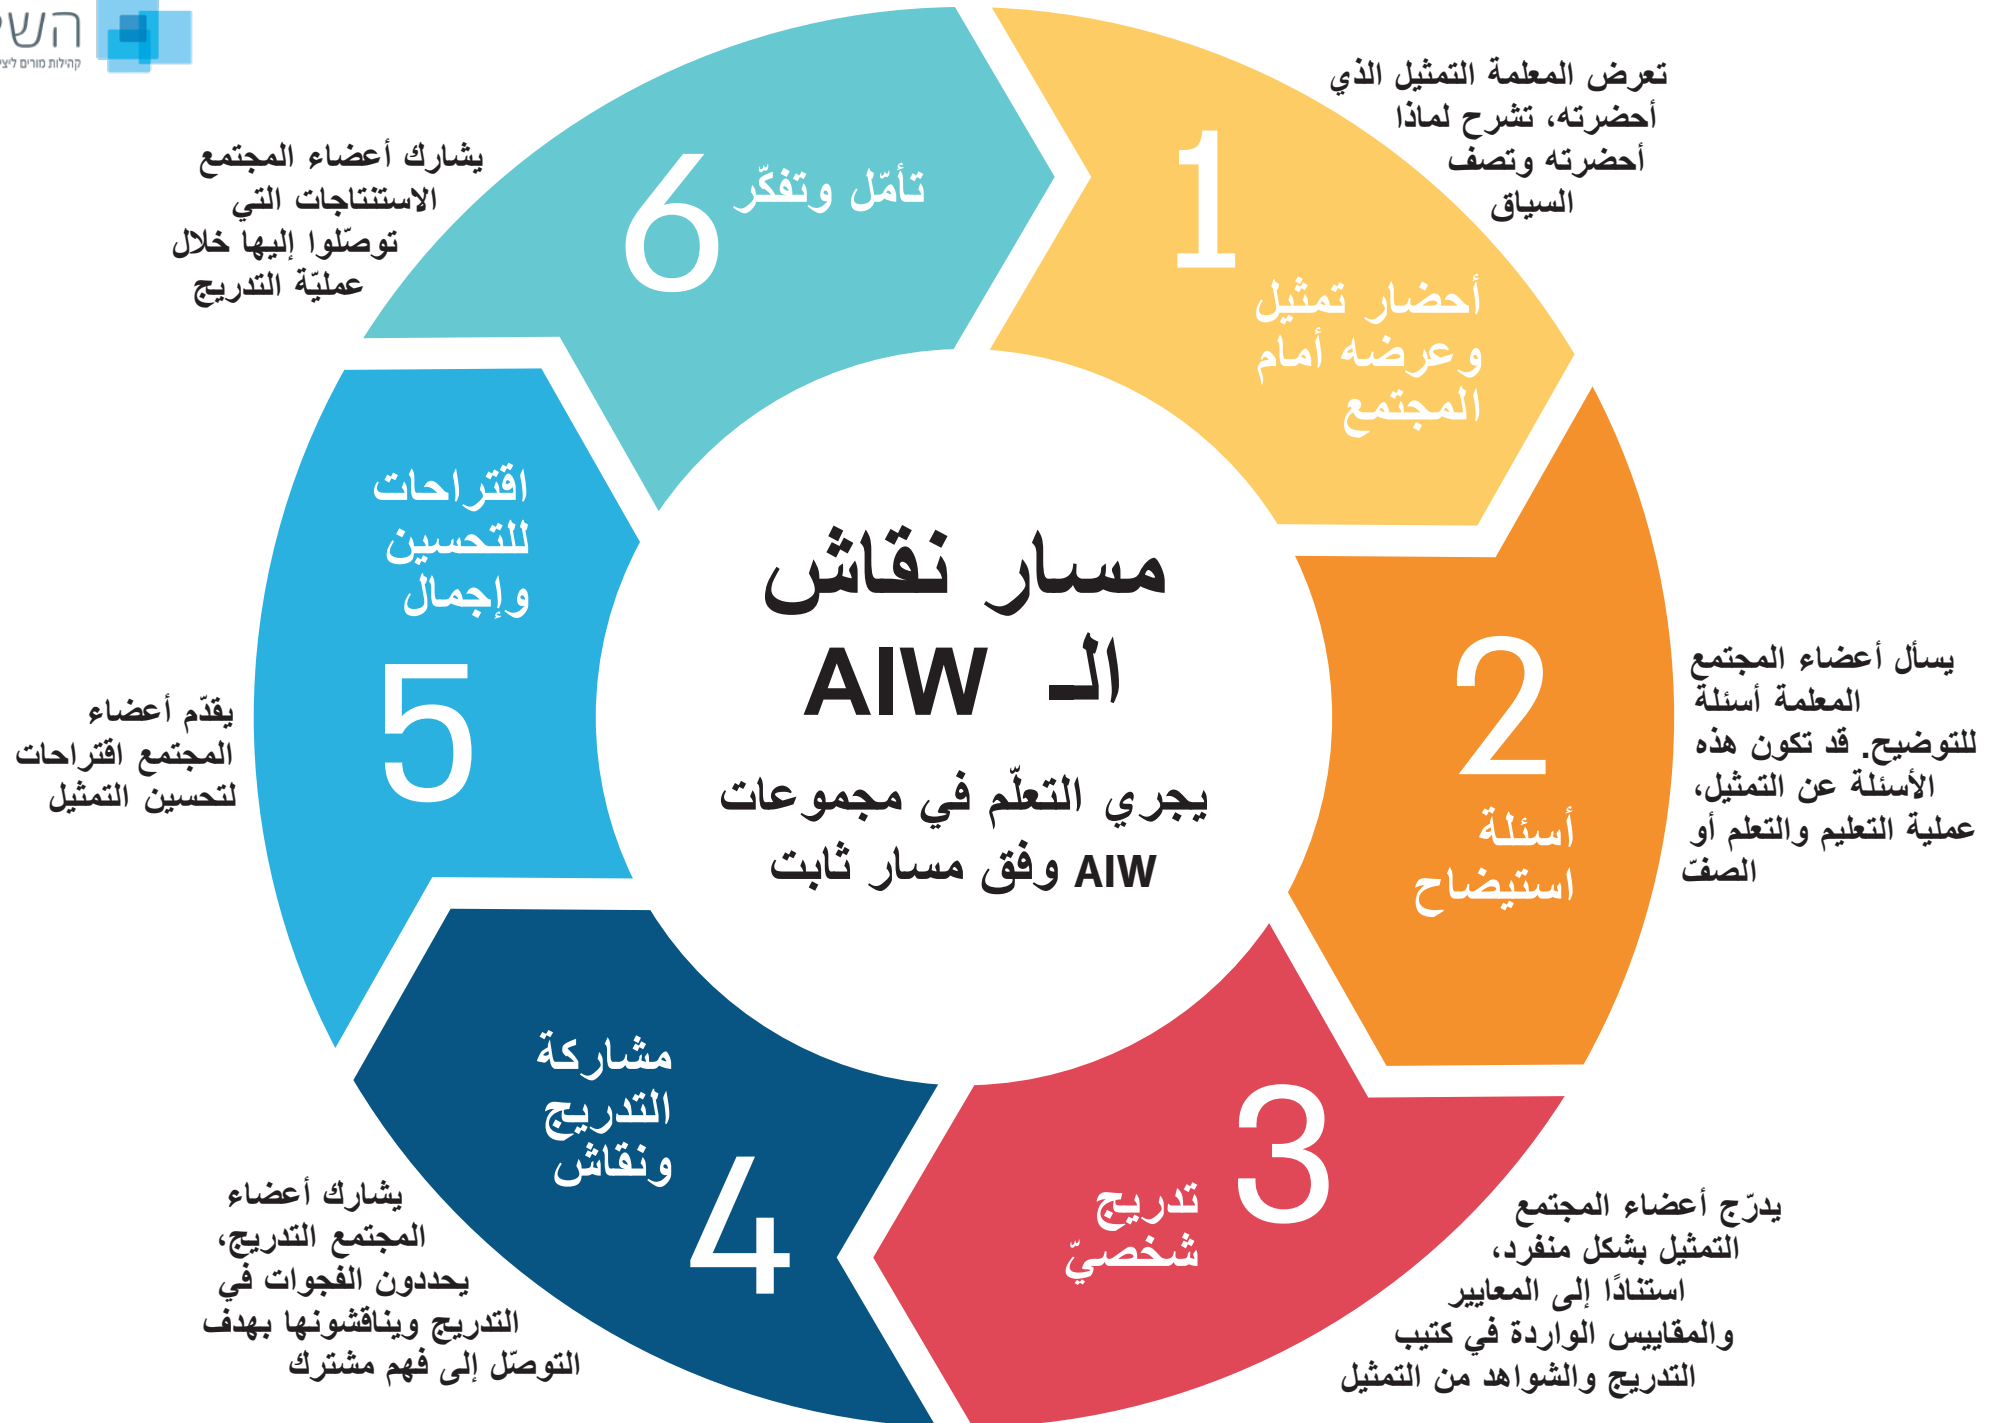 קהילות מורים
مسار نقاش
الـ AIW
يجري التعلّم في مجموعات
AIW وفق مسار ثابت
1
أحضار تمثيل
وعرضه أمام
المجتمع
تعرض المعلمة التمثيل الذي
أحضرته، تشرح لماذا
أحضرته وتصف
السياق
2
أسئلة
استيضاح
يسأل أعضاء المجتمع
المعلمة أسئلة
للتوضيح. قد تكون هذه
الأسئلة عن التمثيل،
عملية التعليم والتعلم أو
الصفّ
3
تدريج
شخصيّ
يدرّج أعضاء المجتمع
التمثيل بشكل منفرد،
استنادًا إلى المعايير
والمقاييس الواردة في كتيب
التدريج والشواهد من التمثيل
4
مشاركة
التدريج
ونقاش
يشارك أعضاء
المجتمع التدريج،
يحددون الفجوات في
التدريج ويناقشونها بهدف
التوصّل إلى فهم مشترك
5
اقتراحات
للتحسين
وإجمال
يقدّم أعضاء
المجتمع اقتراحات
لتحسين التمثيل
6
تأمّل وتفكّر
يشارك أعضاء المجتمع
الاستنتاجات التي
توصّلوا إليها خلال
عمليّة التدريج